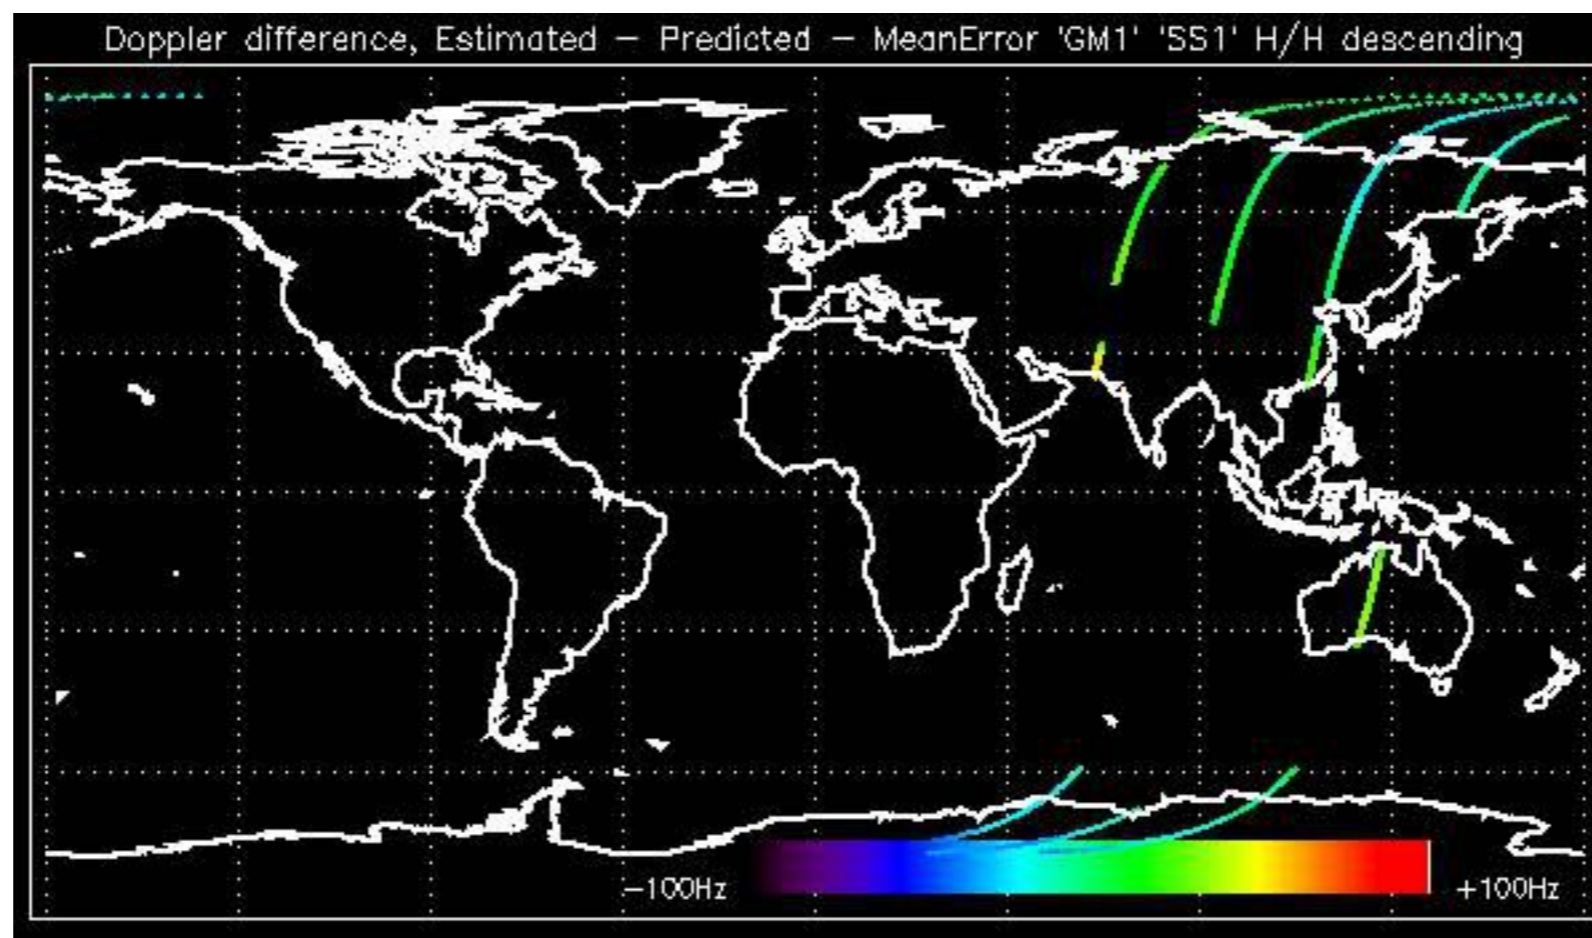 Doppler difference, Estimated – Predicted – MeanError 'GM1' 'SS1' H/H descending
-100Hz
+100Hz